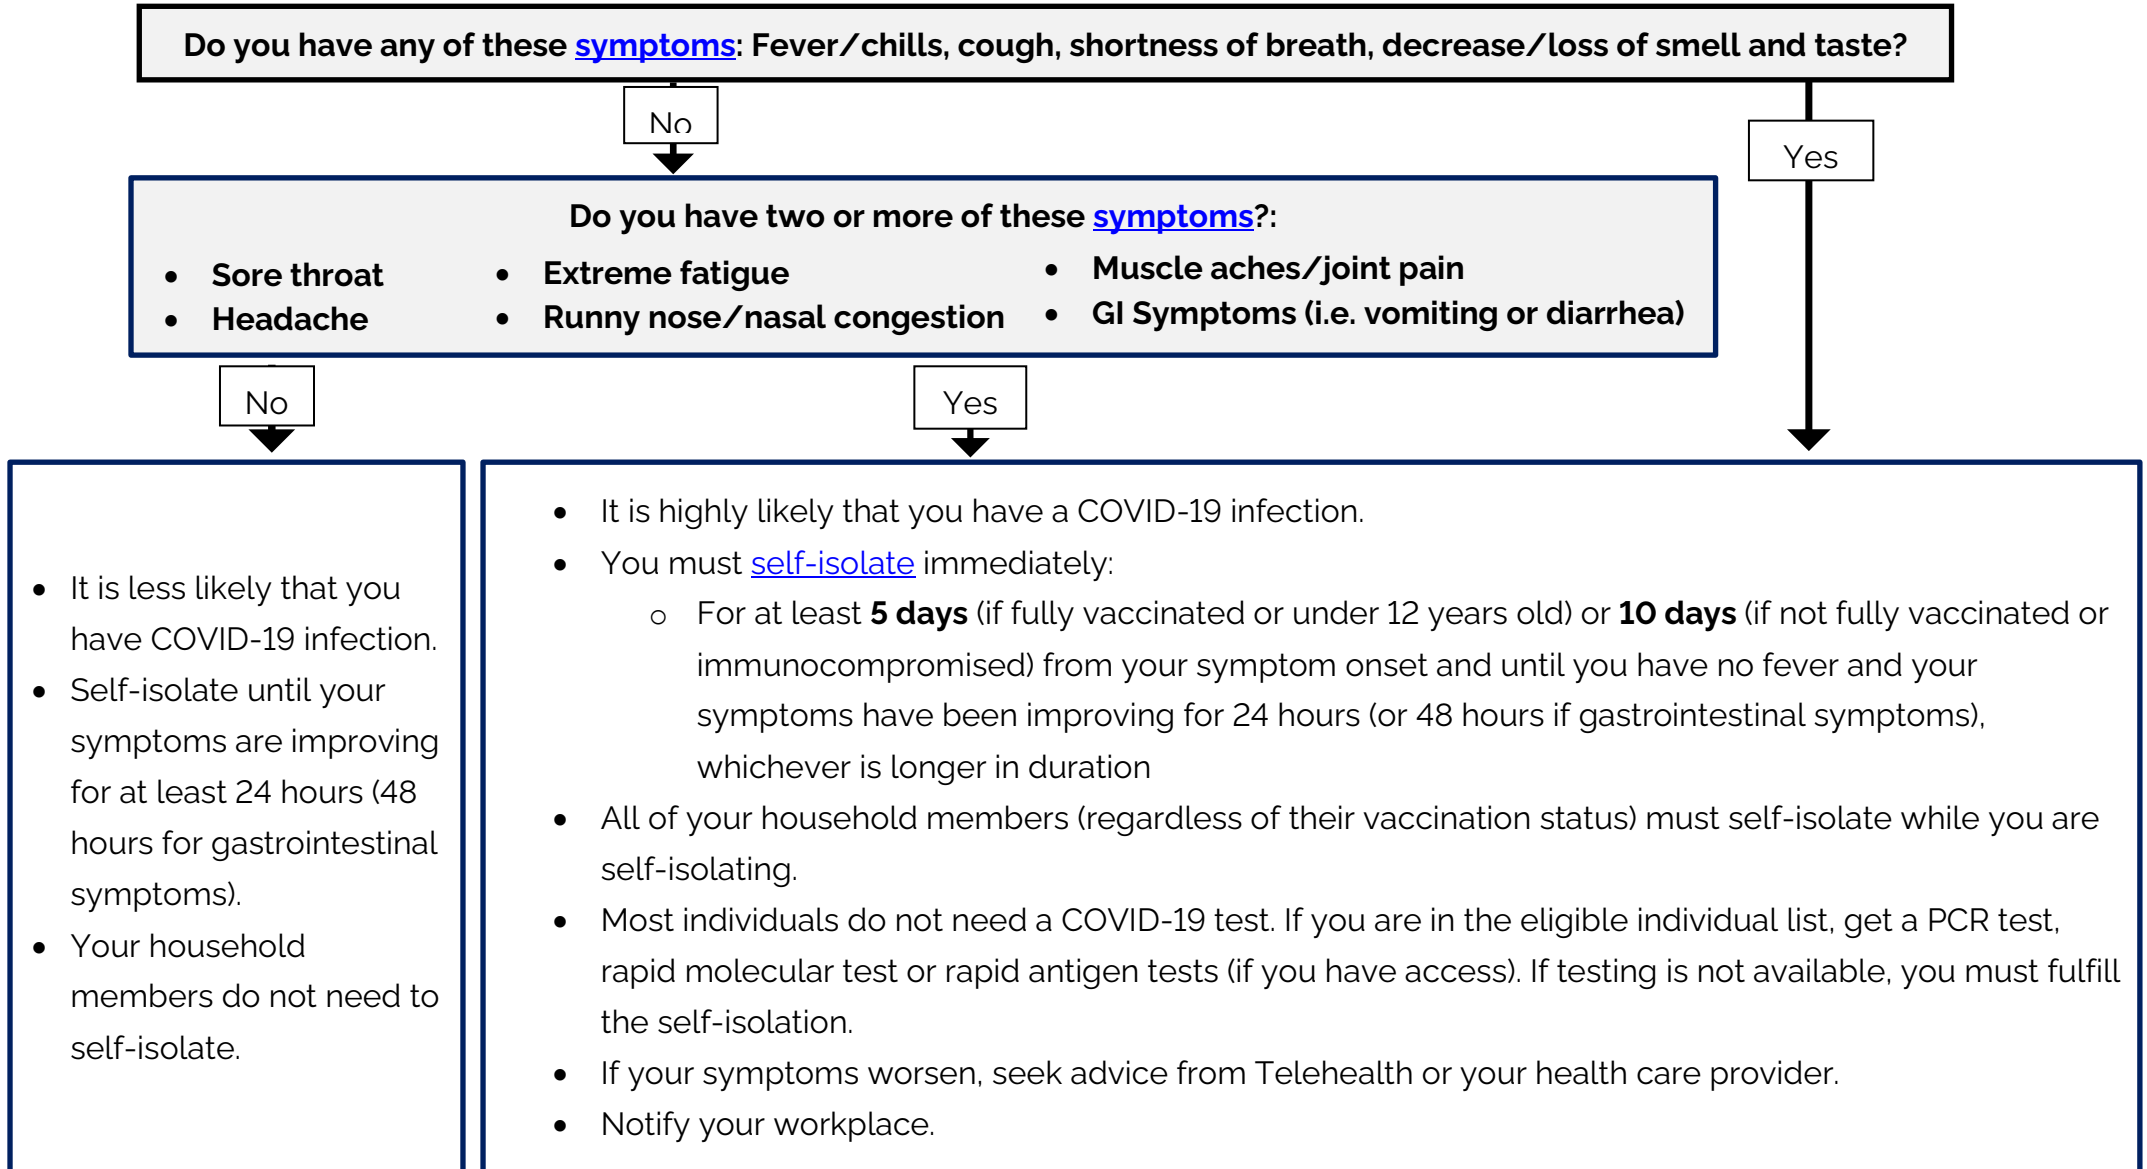 Do you have any of these symptoms: Fever/chills, cough, shortness of breath, decrease/loss of smell and taste?
No
Yes
Do you have two or more of these symptoms?:
• Sore throat
• Headache
• Extreme fatigue
• Runny nose/nasal congestion
• Muscle aches/joint pain
• GI Symptoms (i.e. vomiting or diarrhea)
No
Yes
• It is less likely that you
have COVID-19 infection.
• Self-isolate until your
symptoms are improving
for at least 24 hours (48
hours for gastrointestinal
symptoms).
• Your household
members do not need to
self-isolate.
• It is highly likely that you have a COVID-19 infection.
• You must self-isolate immediately:
o For at least 5 days (if fully vaccinated or under 12 years old) or 10 days (if not fully vaccinated or
immunocompromised) from your symptom onset and until you have no fever and your
symptoms have been improving for 24 hours (or 48 hours if gastrointestinal symptoms),
whichever is longer in duration
• All of your household members (regardless of their vaccination status) must self-isolate while you are
self-isolating.
• Most individuals do not need a COVID-19 test. If you are in the eligible individual list, get a PCR test,
rapid molecular test or rapid antigen tests (if you have access). If testing is not available, you must fulfill
the self-isolation.
• If your symptoms worsen, seek advice from Telehealth or your health care provider.
• Notify your workplace.